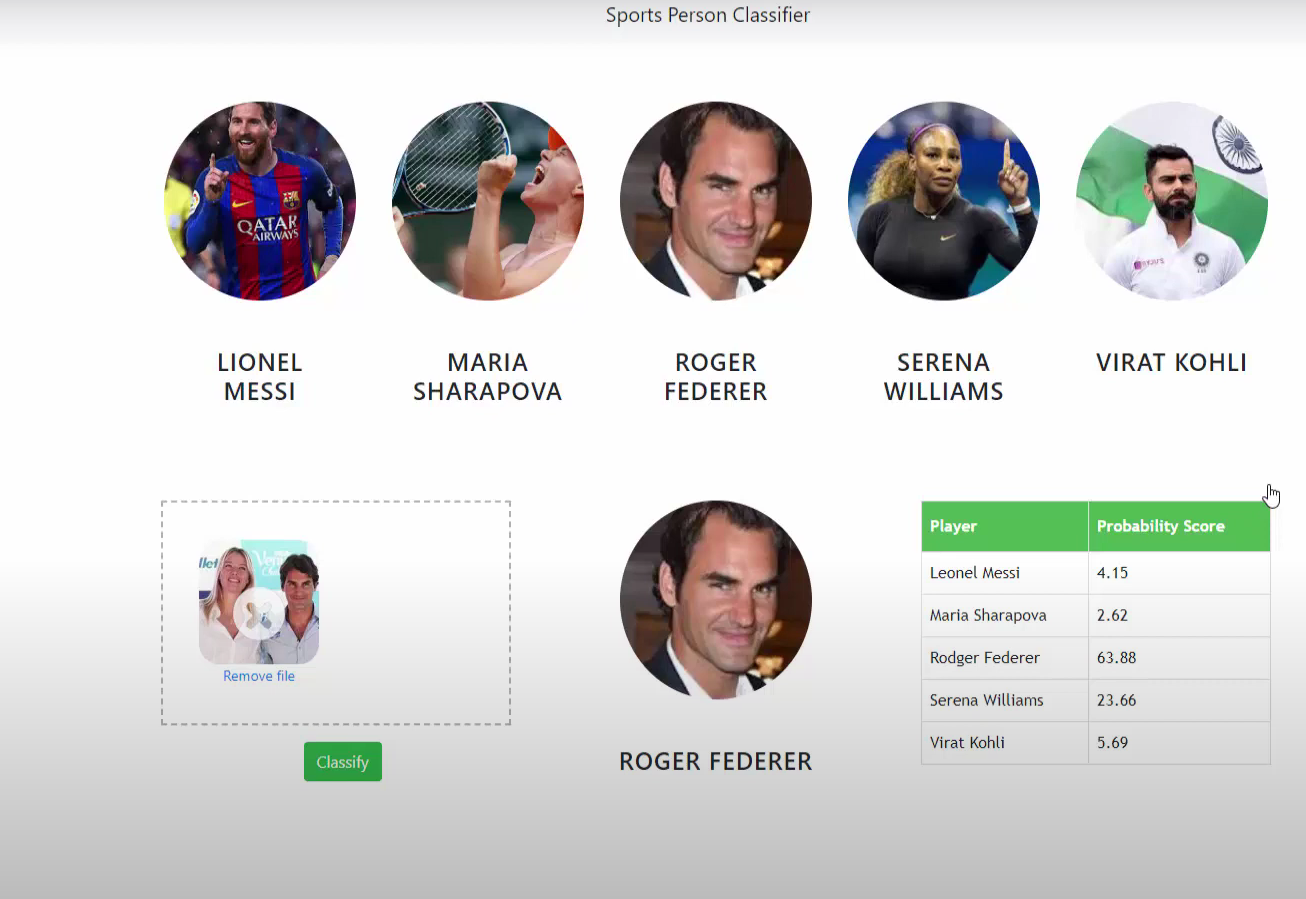 Sports Person Classifier
QATAR
AIRWAYS
LIONEL
MESSI
MARIA
SHARAPOVA
ROGER
FEDERER
SERENA
WILLIAMS
VIRAT KOHLI
Remove file
Classify
ROGER FEDERER
Player Probability Score
Leonel Messi 4.15
Maria Sharapova 2.62
Rodger Federer 63.88
Serena Williams 23.66
Virat Kohli 5.69